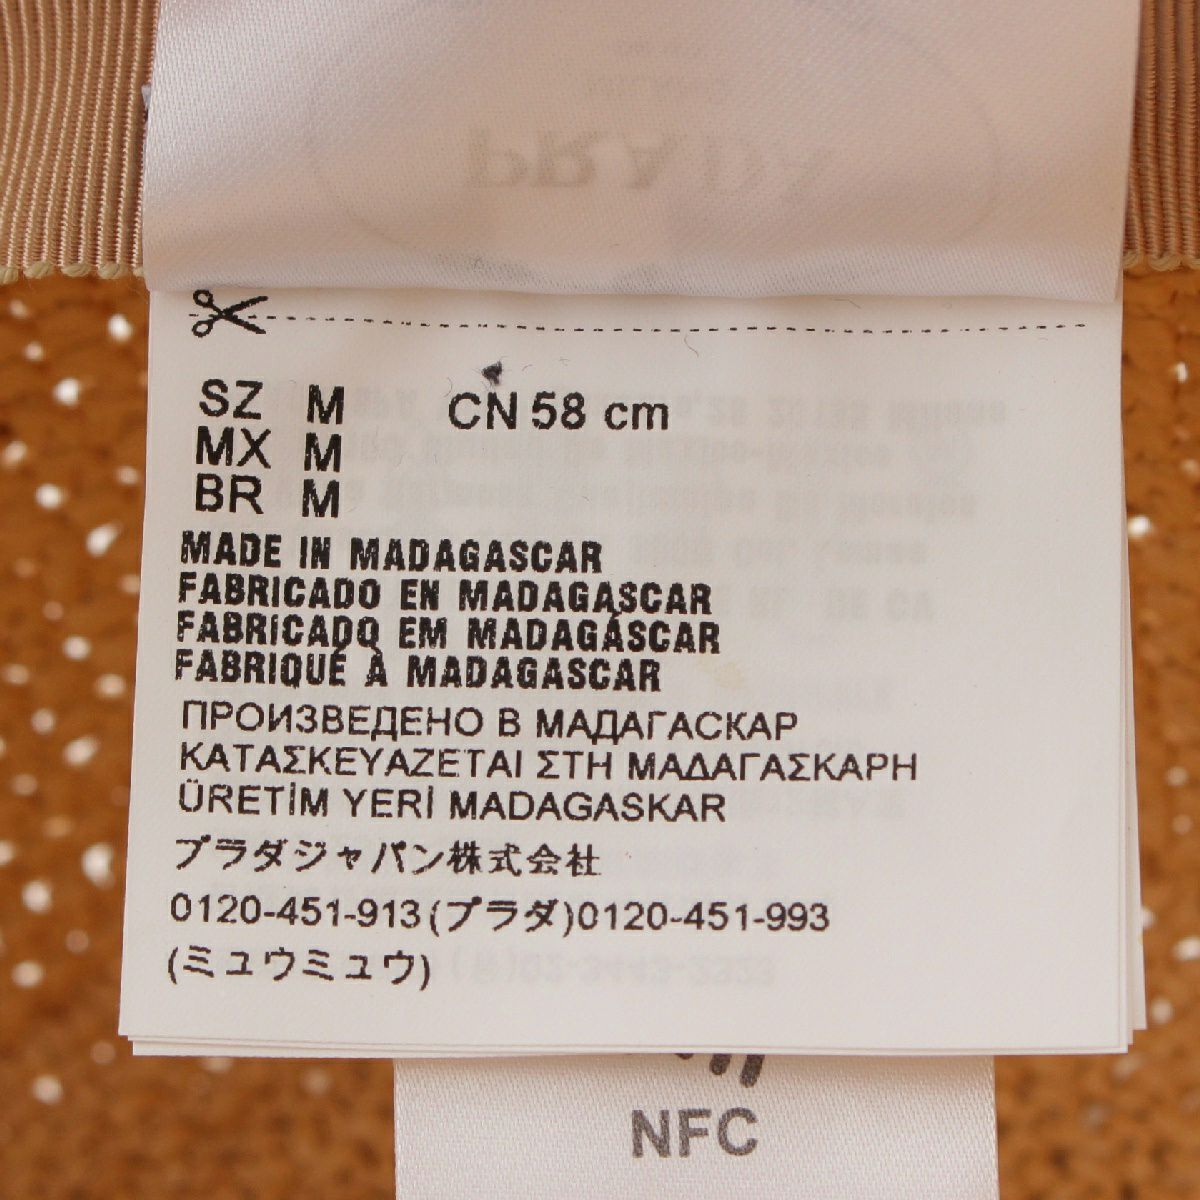 PRADA
SZ M CN 58 cm
MX M
BR M
MADE IN MADAGASCAR
FABRICADO EN MADAGASCAR
FABRICADO EM MADAGÁSCAR
FABRIQUÉ À MADAGASCAR
ПРОИЗВЕДЕНО В МАДАГАСКАР
ΚΑΤΑΣΚΕΥΑΖΕΤΑΙ ΣΤΗ ΜΑΔΑΓΑΣΚΑΡΗ
ÜRETİM YERİ MADAGASKAR
プラダジャパン株式会社
0120-451-913(プラダ)0120-451-993
(ミュウミュウ)
NFC